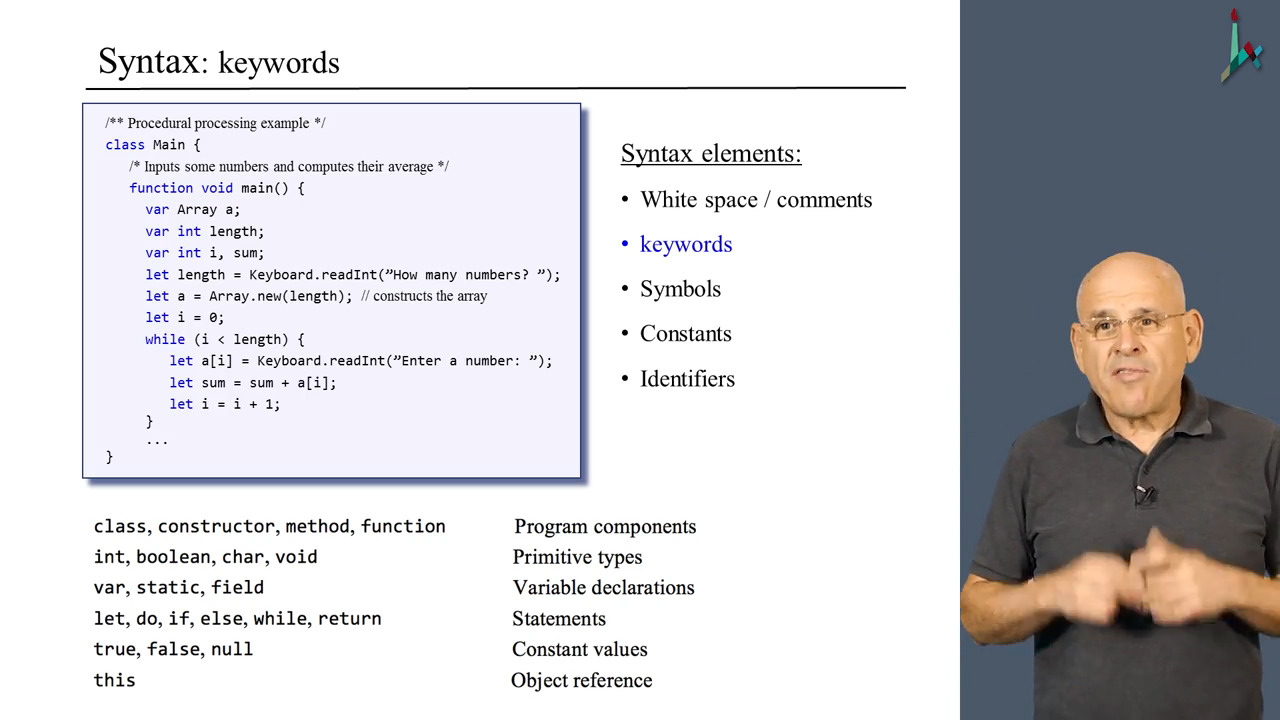 Syntax: keywords
/** Procedural processing example */
class Main {
/* Inputs some numbers and computes their average */
function void main() {
var Array a;
var int length;
var int i, sum;
let length = Keyboard.readInt(”How many numbers? ”);
let a = Array.new(length); // constructs the array
let i = 0;
while (i < length) {
let a[i] = Keyboard.readInt(”Enter a number: ”);
let sum = sum + a[i];
let i = i + 1;
}
...
}
Syntax elements:
• White space / comments
• keywords
• Symbols
• Constants
• Identifiers
class, constructor, method, function Program components
int, boolean, char, void Primitive types
var, static, field Variable declarations
let, do, if, else, while, return Statements
true, false, null Constant values
this Object reference